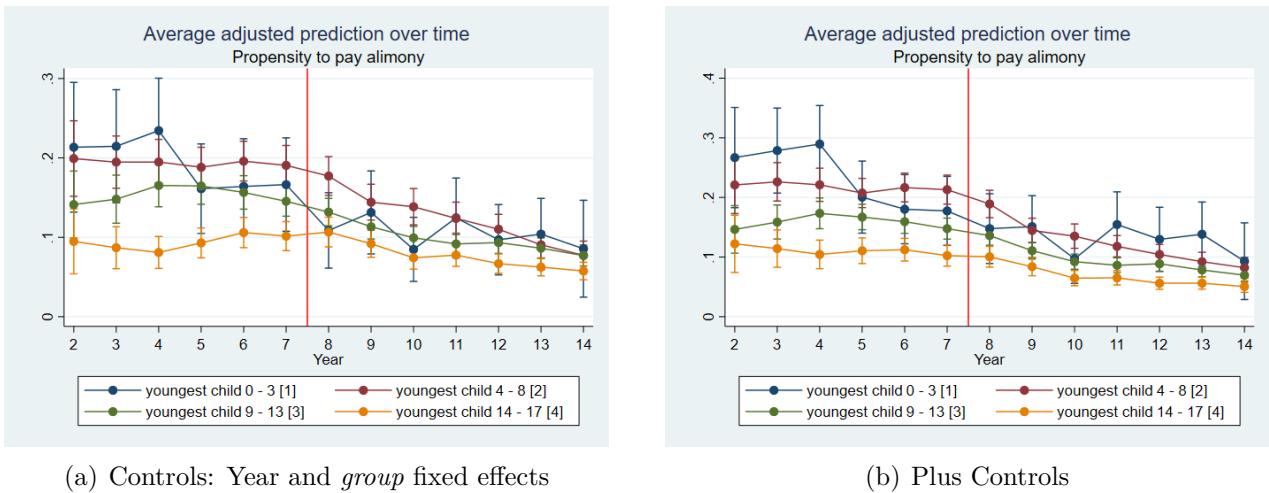 Average adjusted prediction over time
Propensity to pay alimony
.3
.2
.1
0
2 3 4 5 6 7 8 9 10 11 12 13 14
Year
youngest child 0 - 3 [1] youngest child 4 - 8 [2]
youngest child 9 - 13 [3] youngest child 14 - 17 [4]
(a) Controls: Year and group fixed effects
Average adjusted prediction over time
Propensity to pay alimony
.4
.3
.2
.1
0
2 3 4 5 6 7 8 9 10 11 12 13 14
Year
youngest child 0 - 3 [1] youngest child 4 - 8 [2]
youngest child 9 - 13 [3] youngest child 14 - 17 [4]
(b) Plus Controls